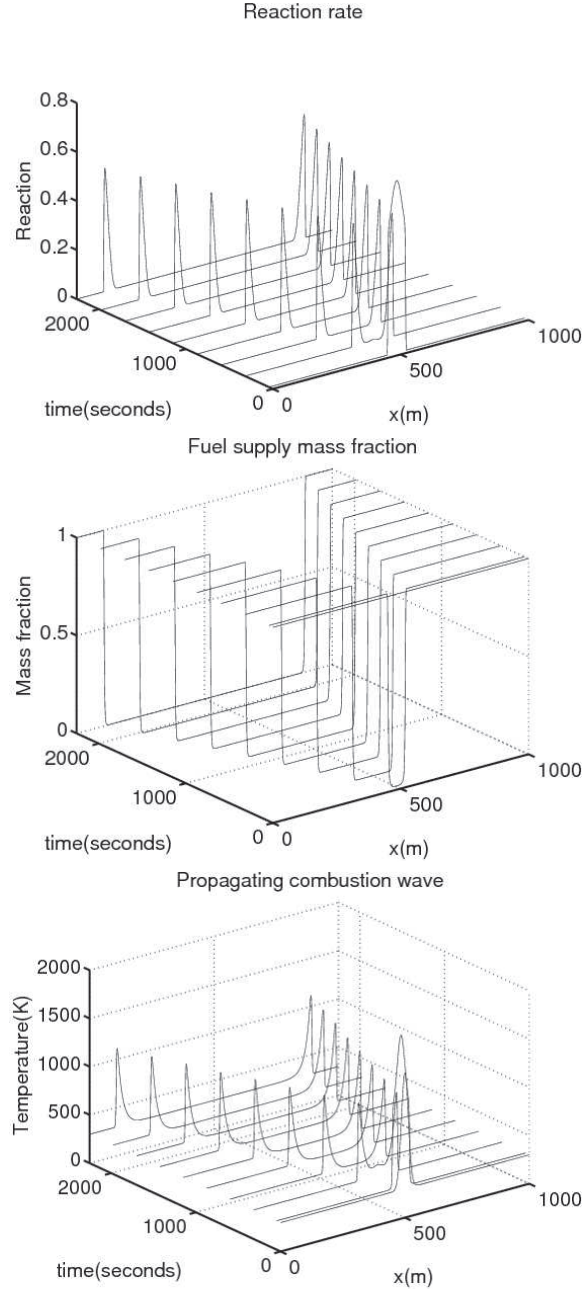 Reaction rate
0.8
0.6
0.4
0.2
0
Reaction
2000
1000
0
time(seconds)
0
500
1000
x(m)
Fuel supply mass fraction
1
0.5
0
Mass fraction
2000
1000
0
time(seconds)
0
500
1000
x(m)
Propagating combustion wave
2000
1500
1000
500
0
Temperature(K)
2000
1000
0
time(seconds)
0
500
1000
x(m)